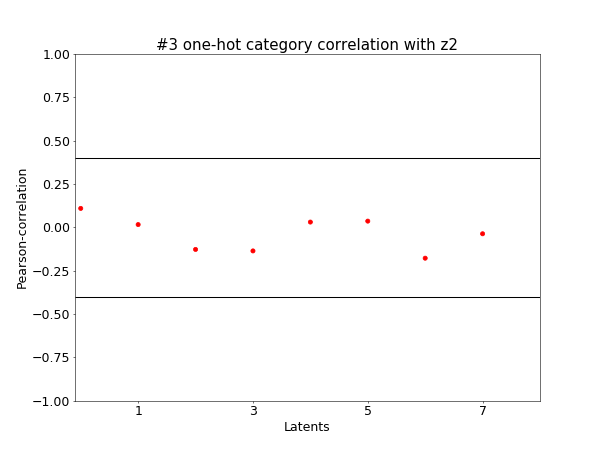 #3 one-hot category correlation with z2
1.00
0.75
0.50
0.25
0.00
−0.25
−0.50
−0.75
−1.00
Pearson-correlation
1 3 5 7
Latents